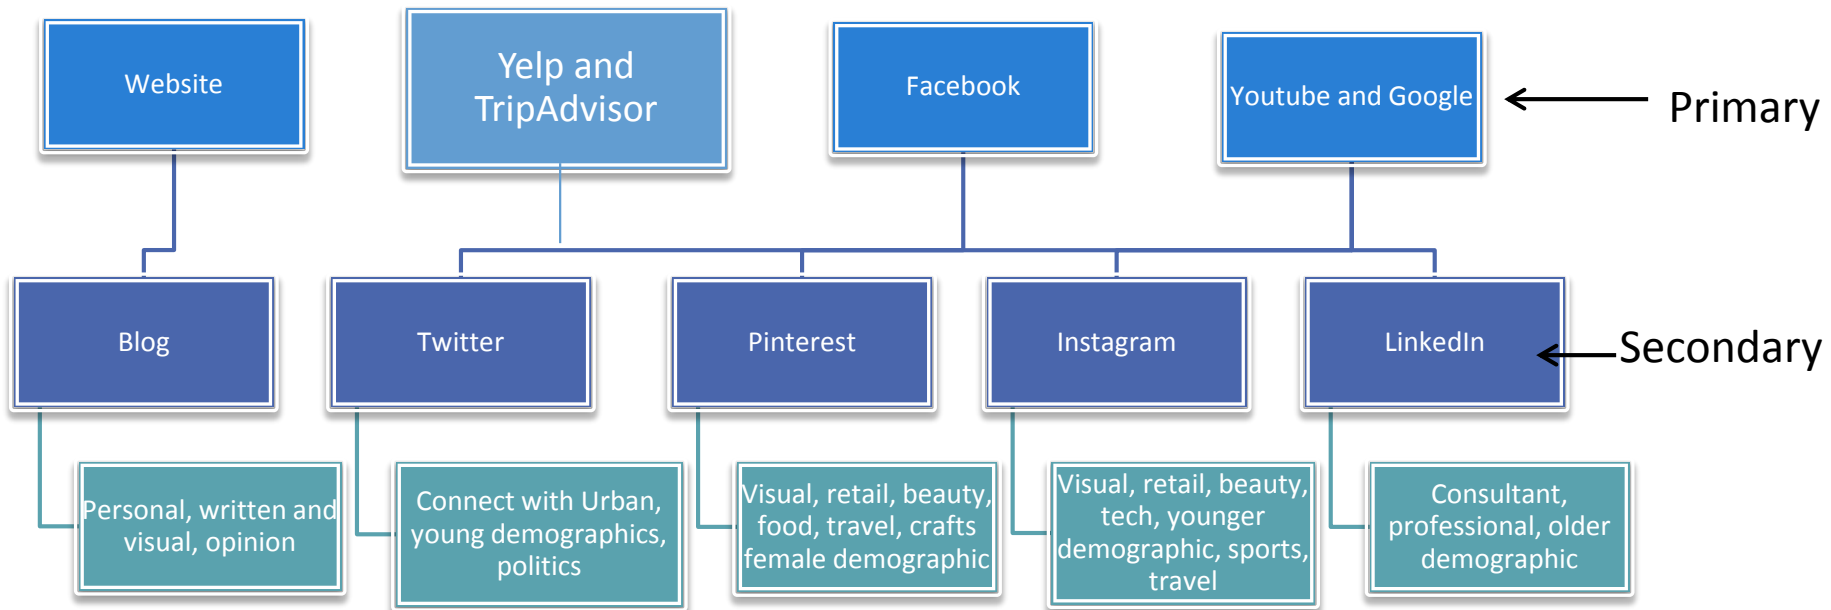 Website
Yelp and
TripAdvisor
Facebook
Youtube and Google
Primary
Blog
Twitter
Pinterest
Instagram
LinkedIn
Secondary
Personal, written and
visual, opinion
Connect with Urban,
young demographics,
politics
Visual, retail, beauty,
food, travel, crafts
female demographic
Visual, retail, beauty,
tech, younger
demographic, sports,
travel
Consultant,
professional, older
demographic